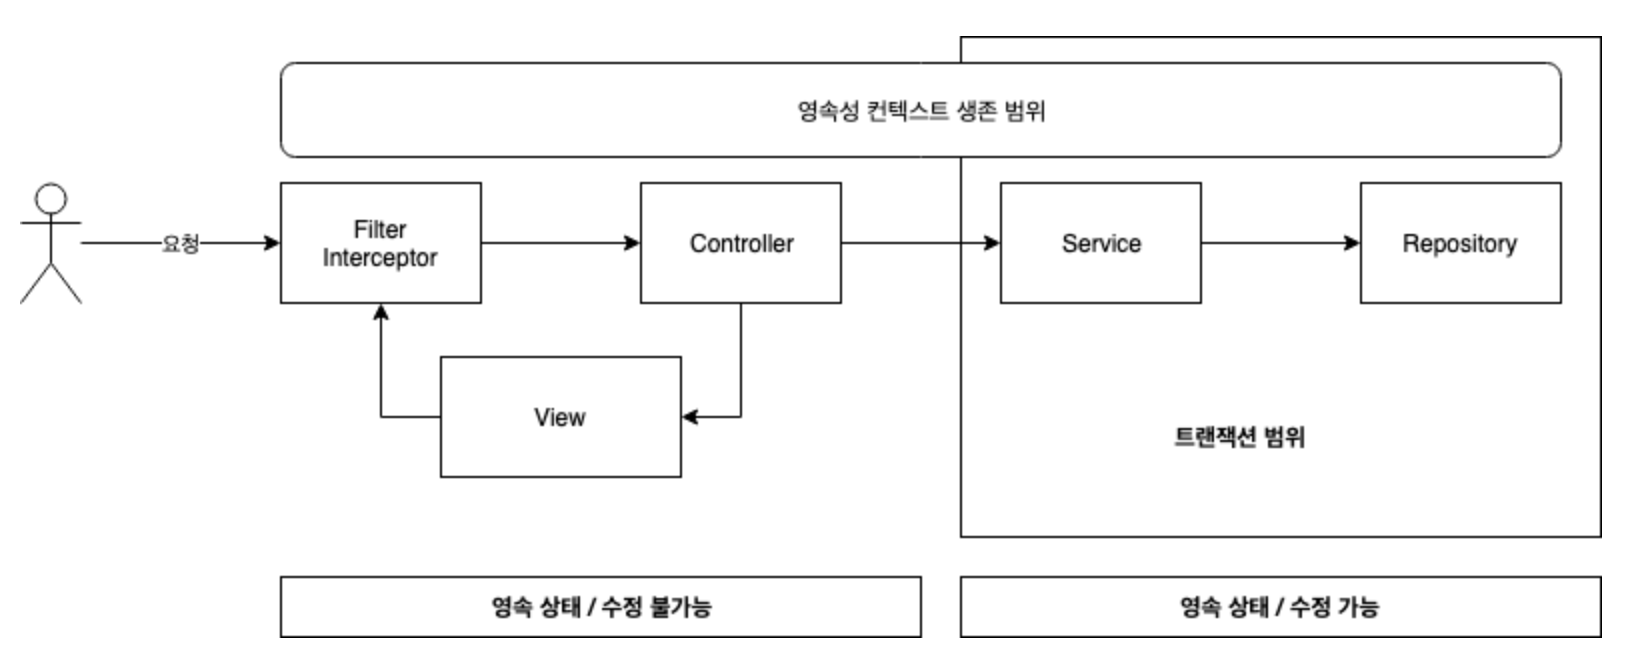 영속성 컨텍스트 생존 범위
요청
Filter
Interceptor
Controller
Service
Repository
View
트랜잭션 범위
영속 상태 / 수정 불가능
영속 상태 / 수정 가능